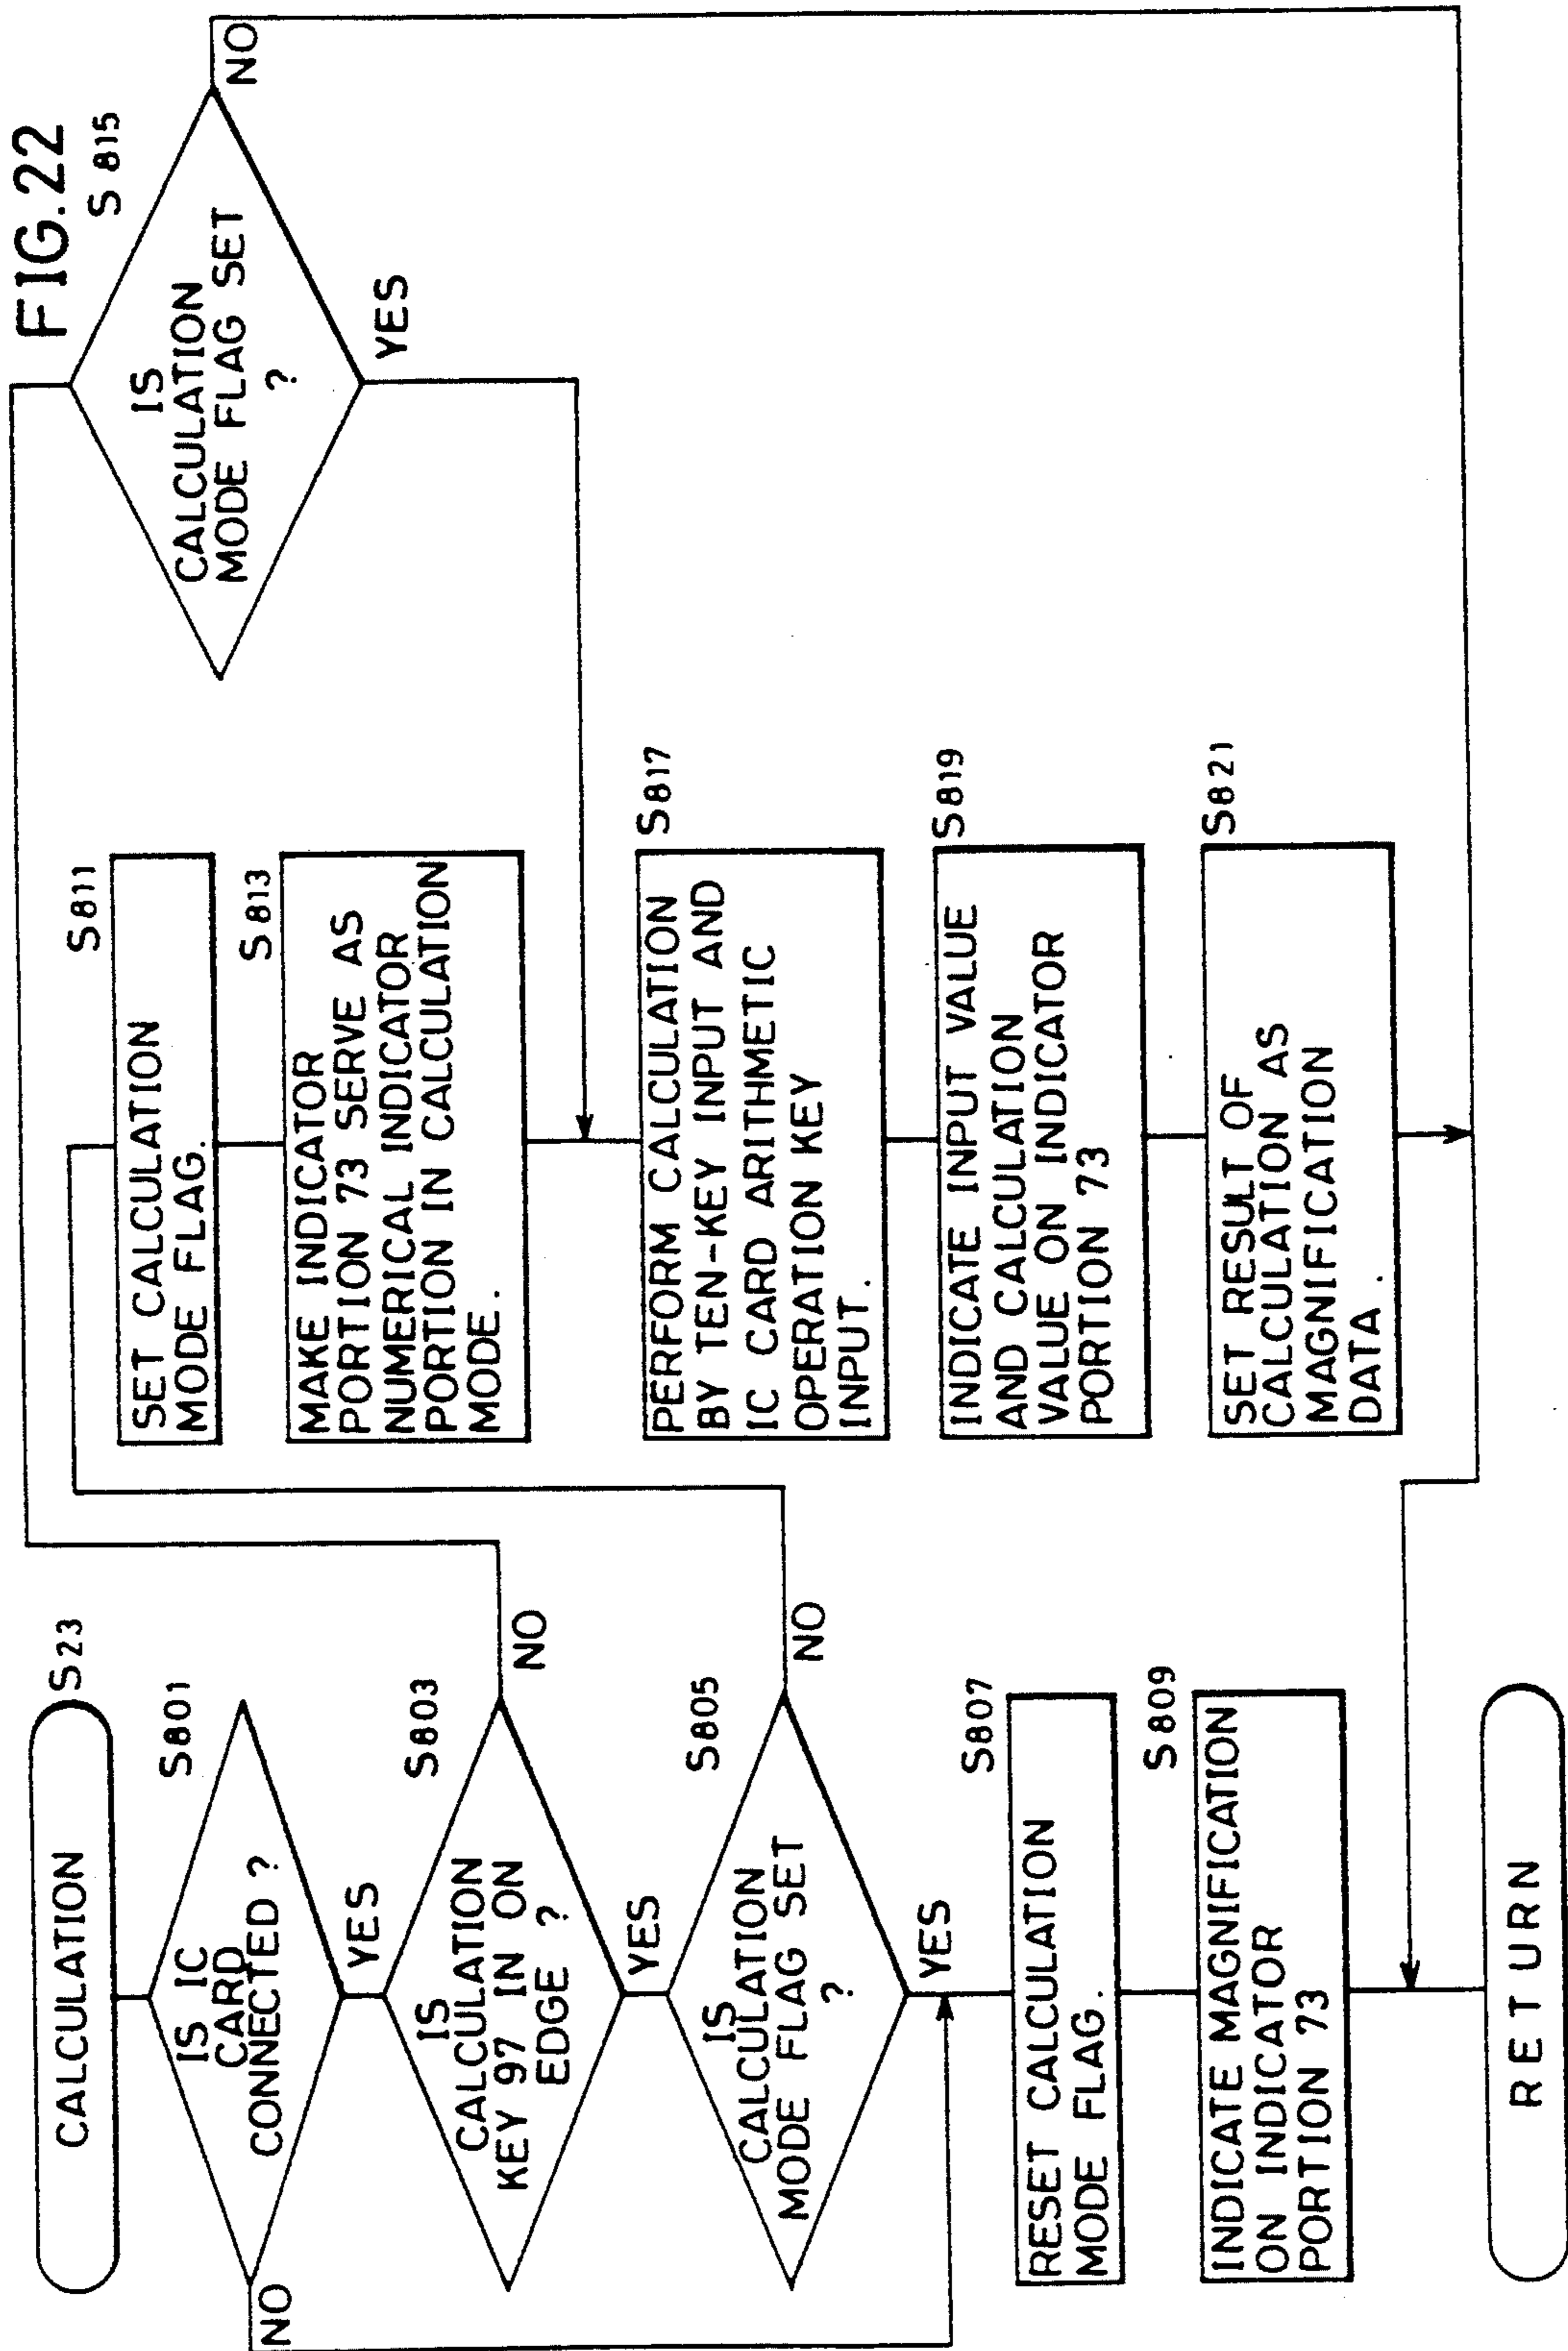 FIG.22
CALCULATION
S23
IS IC
CARD
CONNECTED ?
S801
NO
YES
IS
CALCULATION
KEY 97 IN ON
EDGE ?
S803
NO
YES
IS
CALCULATION
MODE FLAG SET
?
S805
NO
YES
RESET CALCULATION
MODE FLAG.
S807
INDICATE MAGNIFICATION
ON INDICATOR
PORTION 73
S809
RETURN
SET CALCULATION
MODE FLAG.
S811
MAKE INDICATOR
PORTION 73 SERVE AS
NUMERICAL INDICATOR
PORTION IN CALCULATION
MODE.
S813
PERFORM CALCULATION
BY TEN-KEY INPUT AND
IC CARD ARITHMETIC
OPERATION KEY
INPUT.
S817
INDICATE INPUT VALUE
AND CALCULATION
VALUE ON INDICATOR
PORTION 73
S819
SET RESULT OF
CALCULATION AS
MAGNIFICATION
DATA.
S821
IS
CALCULATION
MODE FLAG SET
?
S815
NO
YES